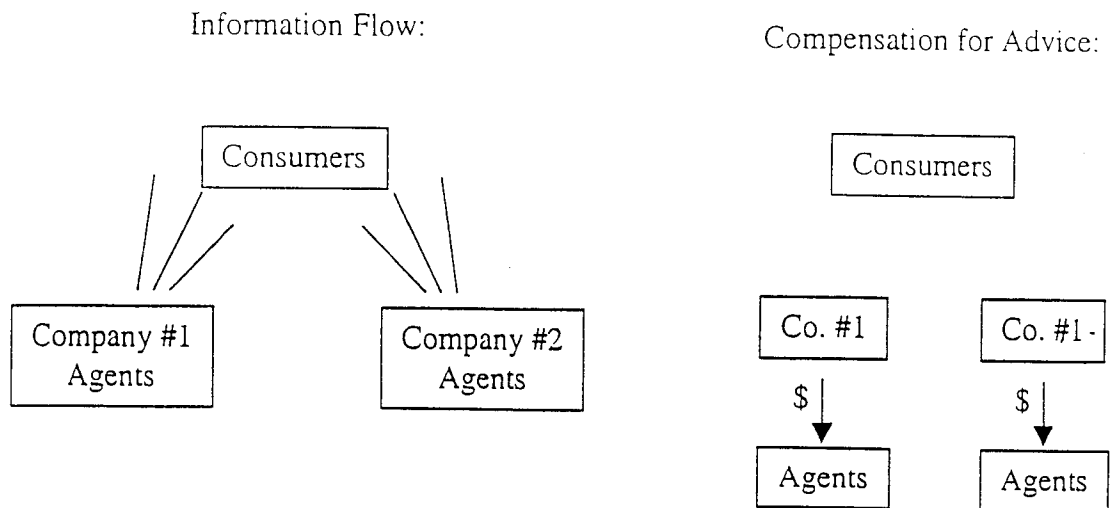 Information Flow:
Compensation for Advice:
Consumers
Company #1
Agents
Company #2
Agents
Consumers
Co. #1
Co. #1 -
$
$
Agents
Agents